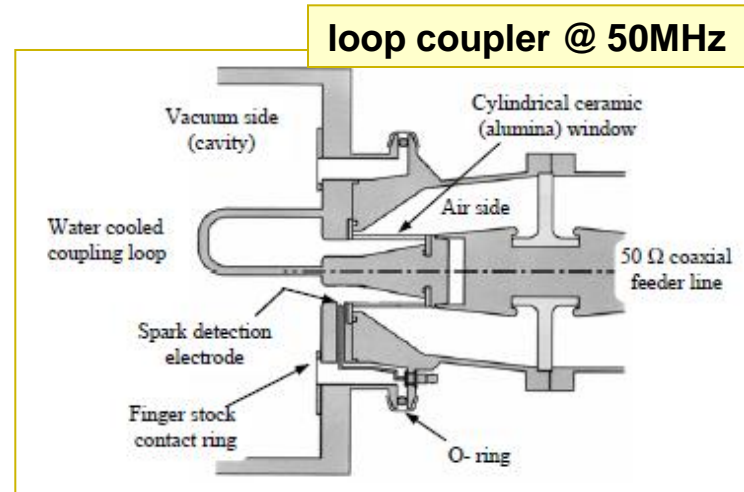 loop coupler @ 50MHz
Cylindrical ceramic
(alumina) window
Vacuum side
(cavity)
Air side
Water cooled
coupling loop
50 Ω coaxial
feeder line
Spark detection
electrode
Finger stock
contact ring
O- ring